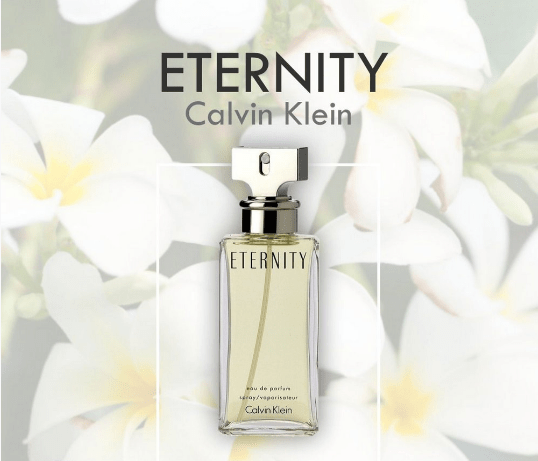 ETERNITY
Calvin Klein
ETERNITY
eau de parfum
spray/vaporisateur
Calvin Klein